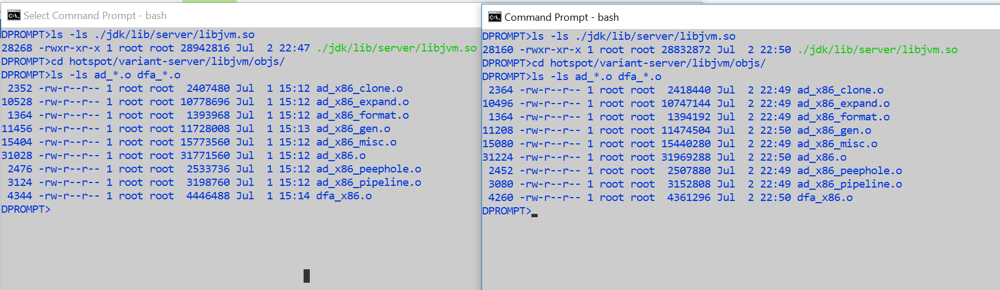 Select Command Prompt - bash
DPROMPT>ls -ls ./jdk/lib/server/libjvm.so
28268 -rwxr-xr-x 1 root root 28942816 Jul  2 22:47 ./jdk/lib/server/libjvm.so
DPROMPT>cd hotspot/variant-server/libjvm/objs/
DPROMPT>ls -ls ad_*.o dfa_*.o
 2352 -rw-r--r-- 1 root root  2407480 Jul  1 15:12 ad_x86_clone.o
10528 -rw-r--r-- 1 root root 10778696 Jul  1 15:12 ad_x86_expand.o
 1364 -rw-r--r-- 1 root root  1393968 Jul  1 15:12 ad_x86_format.o
11456 -rw-r--r-- 1 root root 11728008 Jul  1 15:13 ad_x86_gen.o
15404 -rw-r--r-- 1 root root 15773560 Jul  1 15:12 ad_x86_misc.o
31028 -rw-r--r-- 1 root root 31771560 Jul  1 15:12 ad_x86.o
 2476 -rw-r--r-- 1 root root  2533736 Jul  1 15:12 ad_x86_peephole.o
 3124 -rw-r--r-- 1 root root  3198760 Jul  1 15:12 ad_x86_pipeline.o
 4344 -rw-r--r-- 1 root root  4446488 Jul  1 15:14 dfa_x86.o
DPROMPT>
Command Prompt - bash
DPROMPT>ls -ls ./jdk/lib/server/libjvm.so
28160 -rwxr-xr-x 1 root root 28832872 Jul  2 22:50 ./jdk/lib/server/libjvm.so
DPROMPT>cd hotspot/variant-server/libjvm/objs/
DPROMPT>ls -ls ad_*.o dfa_*.o
 2364 -rw-r--r-- 1 root root  2418440 Jul  2 22:49 ad_x86_clone.o
10496 -rw-r--r-- 1 root root 10747144 Jul  2 22:49 ad_x86_expand.o
 1364 -rw-r--r-- 1 root root  1394192 Jul  2 22:49 ad_x86_format.o
11208 -rw-r--r-- 1 root root 11474504 Jul  2 22:50 ad_x86_gen.o
15080 -rw-r--r-- 1 root root 15440280 Jul  2 22:49 ad_x86_misc.o
31224 -rw-r--r-- 1 root root 31969288 Jul  2 22:50 ad_x86.o
 2452 -rw-r--r-- 1 root root  2507880 Jul  2 22:49 ad_x86_peephole.o
 3080 -rw-r--r-- 1 root root  3152808 Jul  2 22:49 ad_x86_pipeline.o
 4260 -rw-r--r-- 1 root root  4361296 Jul  2 22:50 dfa_x86.o
DPROMPT>